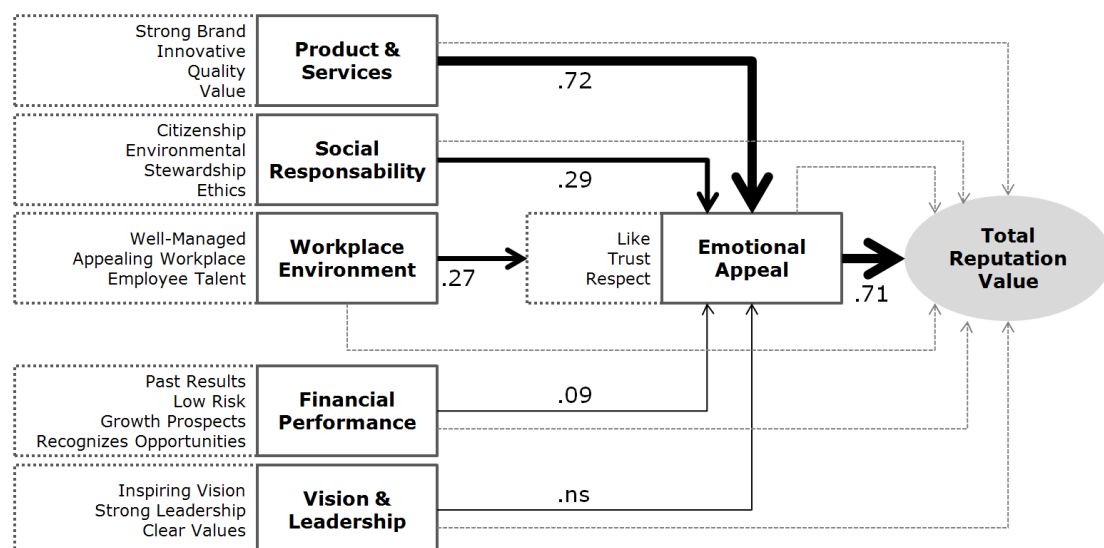 Strong Brand
Innovative
Quality
Value
Product &
Services
.72
Citizenship
Environmental
Stewardship
Ethics
Social
Responsability
.29
Well-Managed
Appealing Workplace
Employee Talent
Workplace
Environment
.27
Like
Trust
Respect
Emotional
Appeal
.71
Total
Reputation
Value
Past Results
Low Risk
Growth Prospects
Recognizes Opportunities
Financial
Performance
.09
Inspiring Vision
Strong Leadership
Clear Values
Vision &
Leadership
.ns